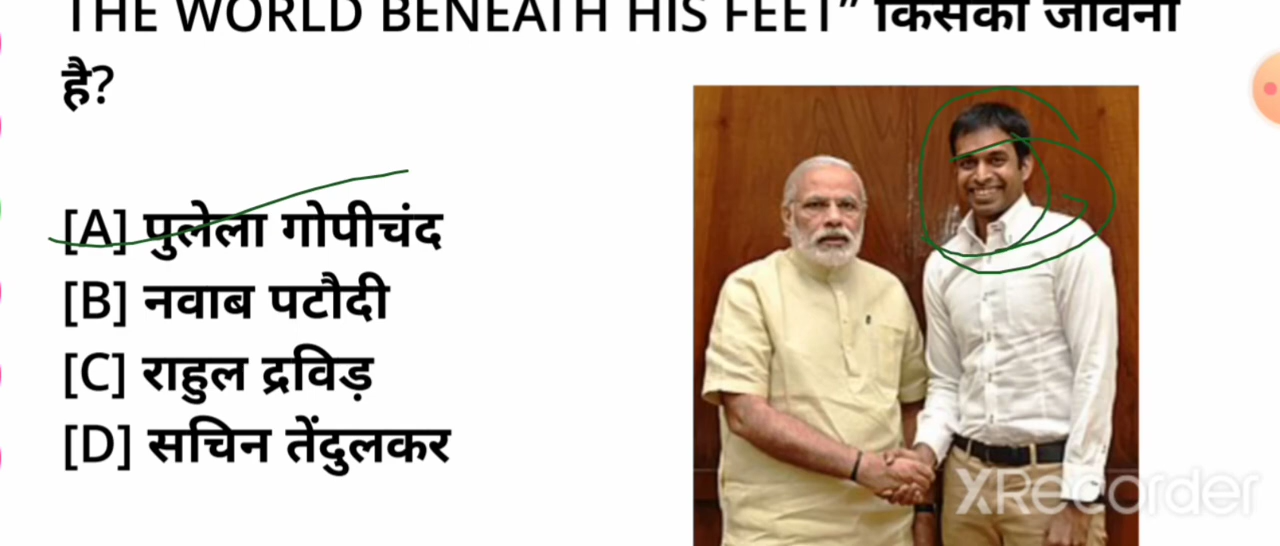 THE WORLD BENEATH HIS FEET” किसकी जीवनी
है?
[A] पुलेला गोपीचंद
[B] नवाब पटौदी
[C] राहुल द्रविड़
[D] सचिन तेंदुलकर
XRecorder